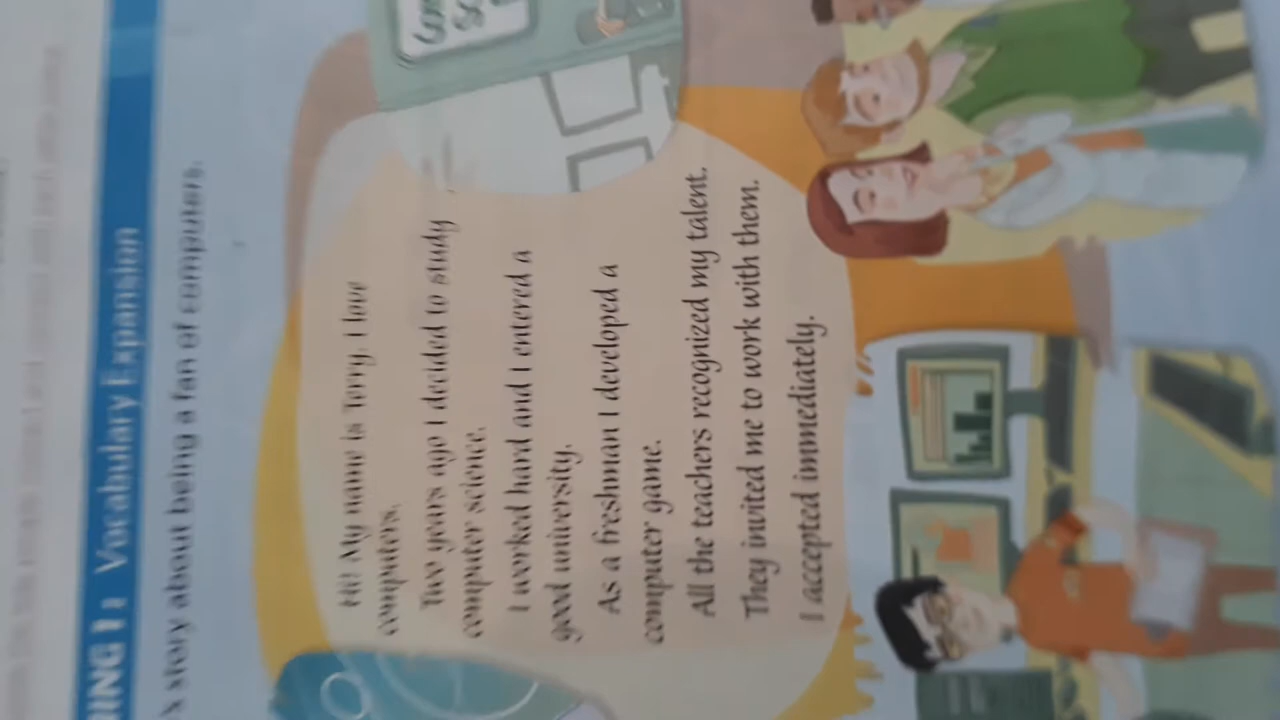 Vocabulary Expansion
story about being a fan of computers.
Hi! My name is Terry. I love
computers.
Two years ago I decided to study
computer science.
I worked hard and I entered a
good university.
As a freshman I developed a
computer game.
All the teachers recognized my talent.
They invited me to work with them.
I accepted immediately.